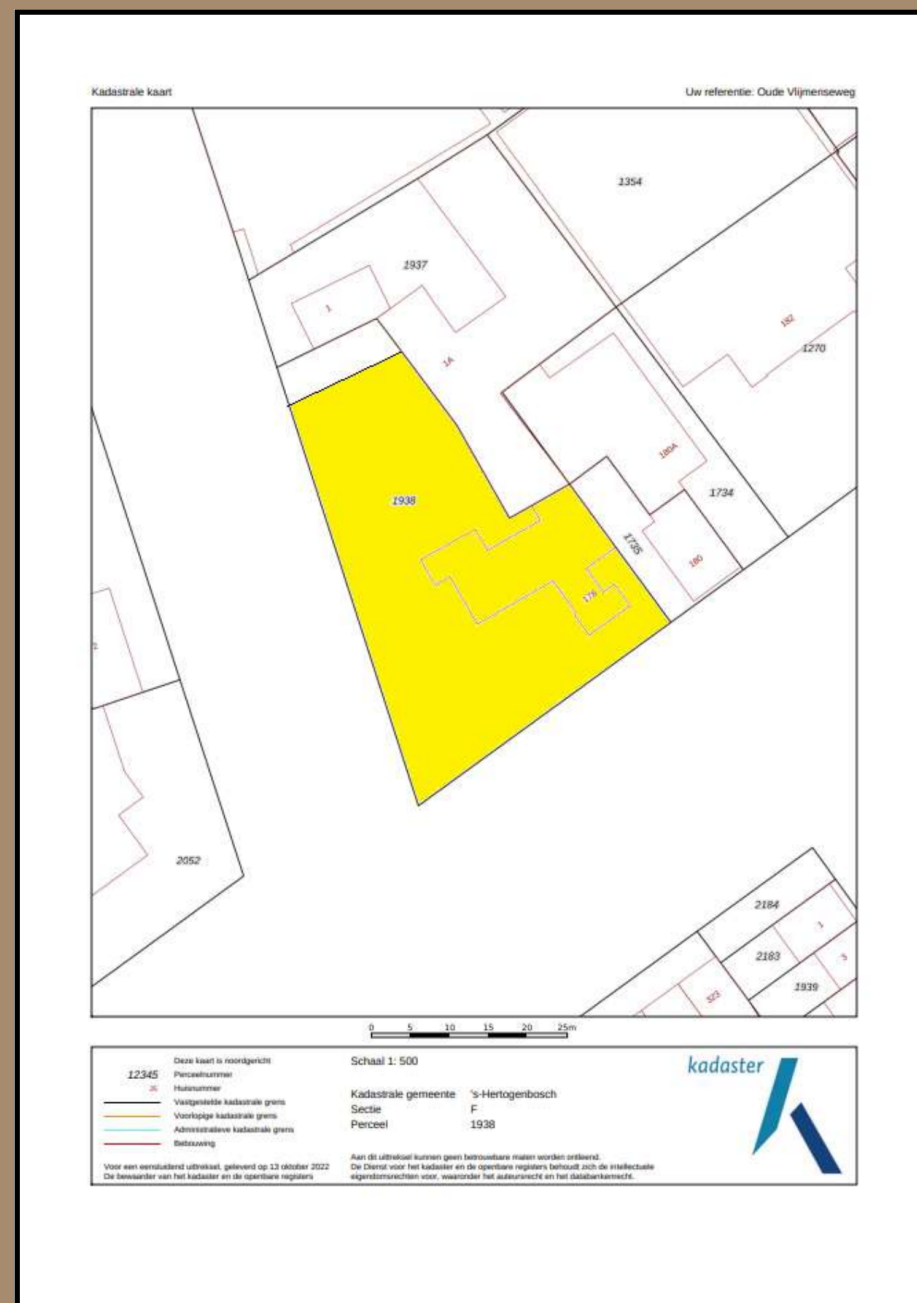 Kadastrale kaart
Uw referentie: Oude Vlijmenseweg
1354
1937
1
182
1270
1A
180A
1734
1938
1735
180
178
2
2052
2184
1
2183
3
1939
323
0 5 10 15 20 25m
Deze kaart is noordgericht
12345 Perceelnummer
25 Huisnummer
Vastgestelde kadastrale grens
Voorlopige kadastrale grens
Administratieve kadastrale grens
Bebouwing
Voor een eensluidend uittreksel, geleverd op 13 oktober 2022
De bewaarder van het kadaster en de openbare registers
Schaal 1: 500
Kadastrale gemeente 's-Hertogenbosch
Sectie F
Perceel 1938
Aan dit uittreksel kunnen geen betrouwbare maten worden ontleend.
De Dienst voor het kadaster en de openbare registers behoudt zich de intellectuele
eigendomsrechten voor, waaronder het auteursrecht en het databankenrecht.
kadaster